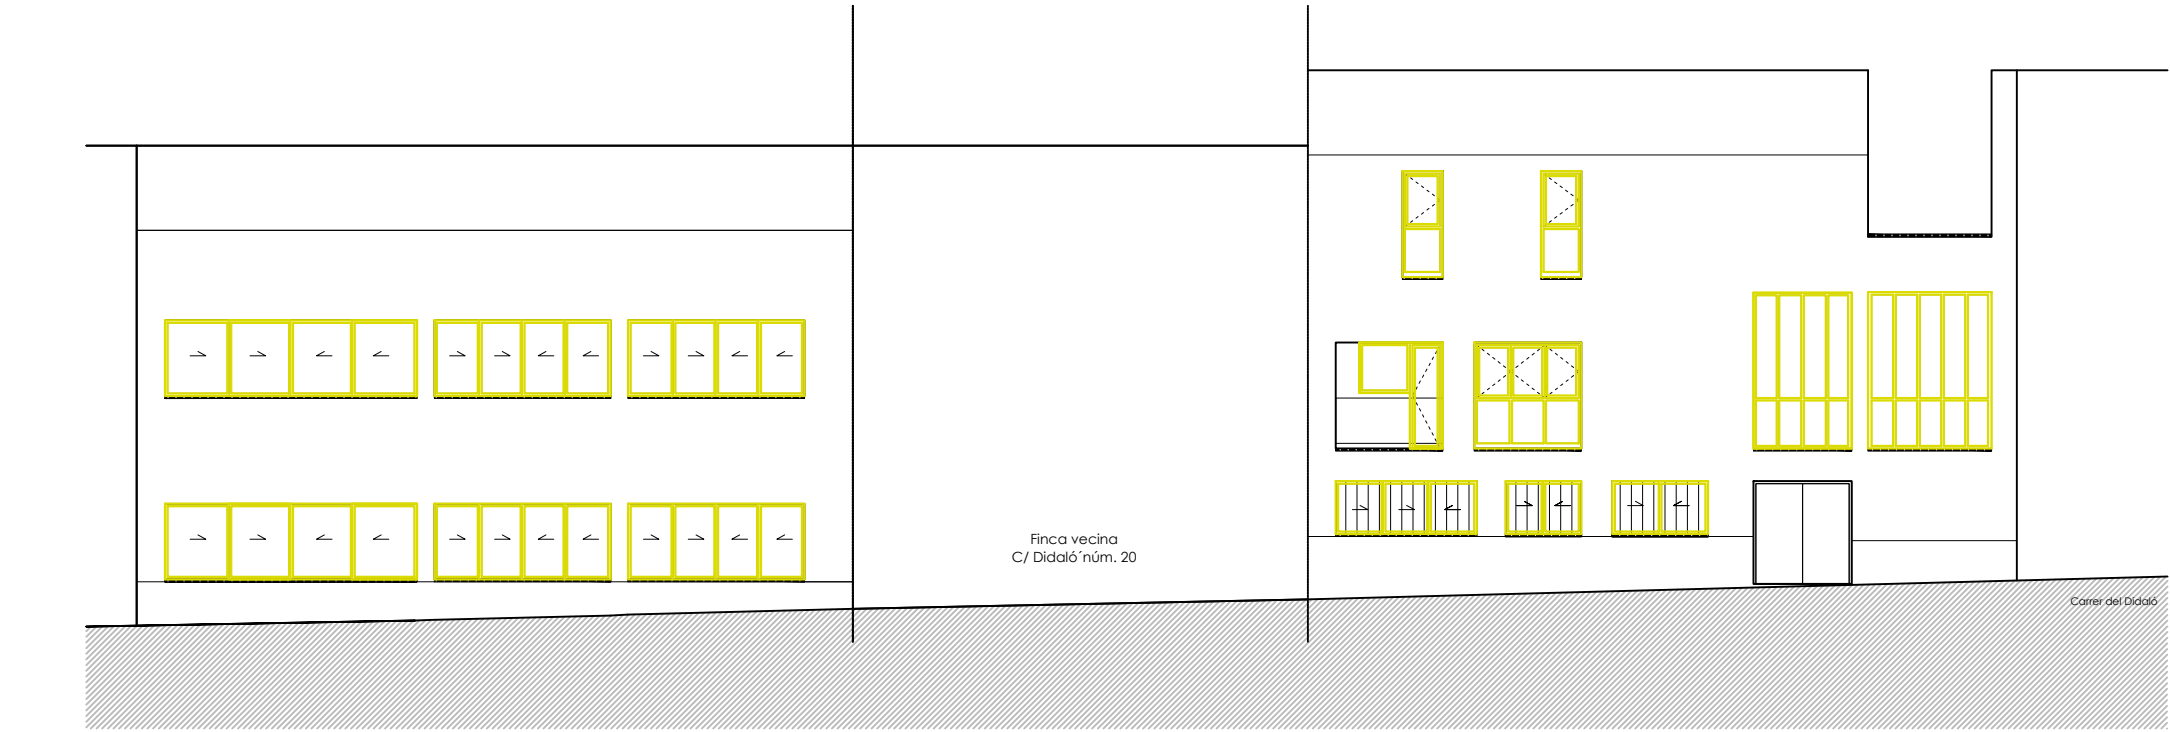 Finca vecina
C/ Didaló´núm. 20
Carrer del Didaló